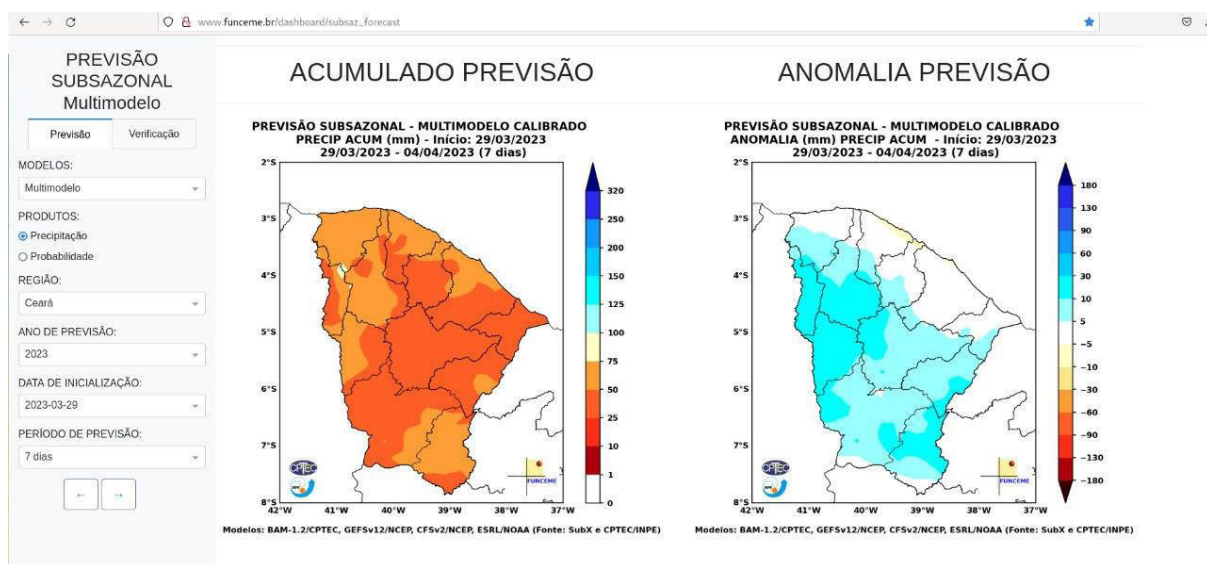 www.funceme.br/dashboard/subsaz_forecast
PREVISÃO
SUBSAZONAL
Multimodelo
Previsão
Verificação
MODELOS:
Multimodelo
PRODUTOS:
Precipitação
Probabilidade
REGIÃO:
Ceará
ANO DE PREVISÃO:
2023
DATA DE INICIALIZAÇÃO:
2023-03-29
PERÍODO DE PREVISÃO:
7 dias
← →
ACUMULADO PREVISÃO
PREVISÃO SUBSAZONAL - MULTIMODELO CALIBRADO
PRECIP ACUM (mm) - Início: 29/03/2023
29/03/2023 - 04/04/2023 (7 dias)
2°S
3°S
4°S
5°S
6°S
7°S
8°S
42°W 41°W 40°W 39°W 38°W 37°W
320
250
200
150
125
100
75
50
25
10
1
0
CPTEC
INPE
FUNCEME
Modelos: BAM-1.2/CPTEC, GEFSv12/NCEP, CFSv2/NCEP, ESRL/NOAA (Fonte: SubX e CPTEC/INPE)
ANOMALIA PREVISÃO
PREVISÃO SUBSAZONAL - MULTIMODELO CALIBRADO
ANOMALIA (mm) PRECIP ACUM - Início: 29/03/2023
29/03/2023 - 04/04/2023 (7 dias)
2°S
3°S
4°S
5°S
6°S
7°S
8°S
42°W 41°W 40°W 39°W 38°W 37°W
180
130
90
60
30
10
5
−5
−10
−30
−60
−90
−130
−180
CPTEC
INPE
FUNCEME
Modelos: BAM-1.2/CPTEC, GEFSv12/NCEP, CFSv2/NCEP, ESRL/NOAA (Fonte: SubX e CPTEC/INPE)